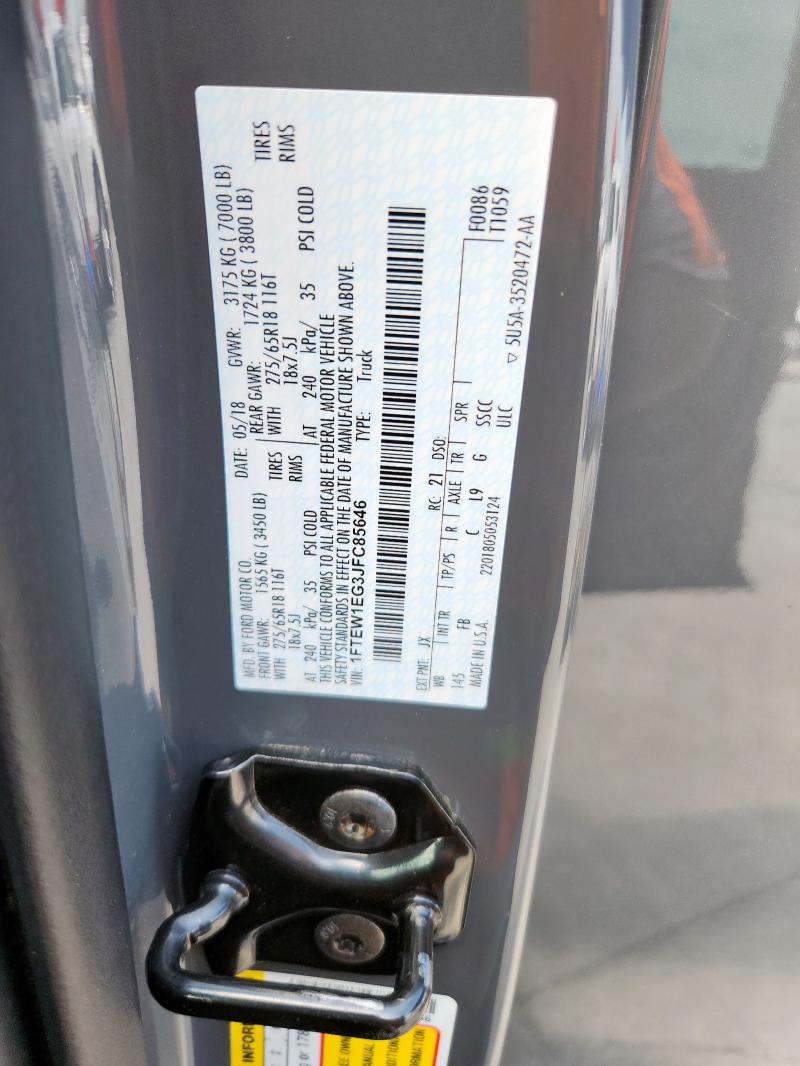 MFD. BY FORD MOTOR CO.
DATE: 05/18 GVWR: 3175 KG ( 7000 LB)
FRONT GAWR: 1565 KG ( 3450 LB) REAR GAWR: 1724 KG ( 3800 LB)
WITH 275/65R18 116T TIRES WITH 275/65R18 116T TIRES
18x7.5J RIMS 18x7.5J RIMS
AT 240 kPa/ 35 PSI COLD AT 240 kPa/ 35 PSI COLD
THIS VEHICLE CONFORMS TO ALL APPLICABLE FEDERAL MOTOR VEHICLE
SAFETY STANDARDS IN EFFECT ON THE DATE OF MANUFACTURE SHOWN ABOVE.
VIN: 1FTEW1EG3JFC85646 TYPE: Truck
EXT PNT: JX RC: 21 DSO: F0086
WB INT TR TP/PS R AXLE TR SPR T1059
145 FB C L9 G SSCC
MADE IN U.S.A. 2201805053124 ULC ▽ 5U5A-3520472-AA
INFOR